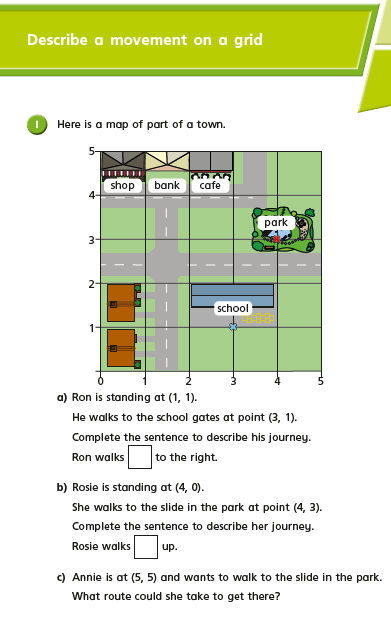 Describe a movement on a grid
1 Here is a map of part of a town.
5
shop bank cafe
4
park
3
2
school
1
0 1 2 3 4 5
a) Ron is standing at (1, 1).
He walks to the school gates at point (3, 1).
Complete the sentence to describe his journey.
Ron walks to the right.
b) Rosie is standing at (4, 0).
She walks to the slide in the park at point (4, 3).
Complete the sentence to describe her journey.
Rosie walks up.
c) Annie is at (5, 5) and wants to walk to the slide in the park.
What route could she take to get there?